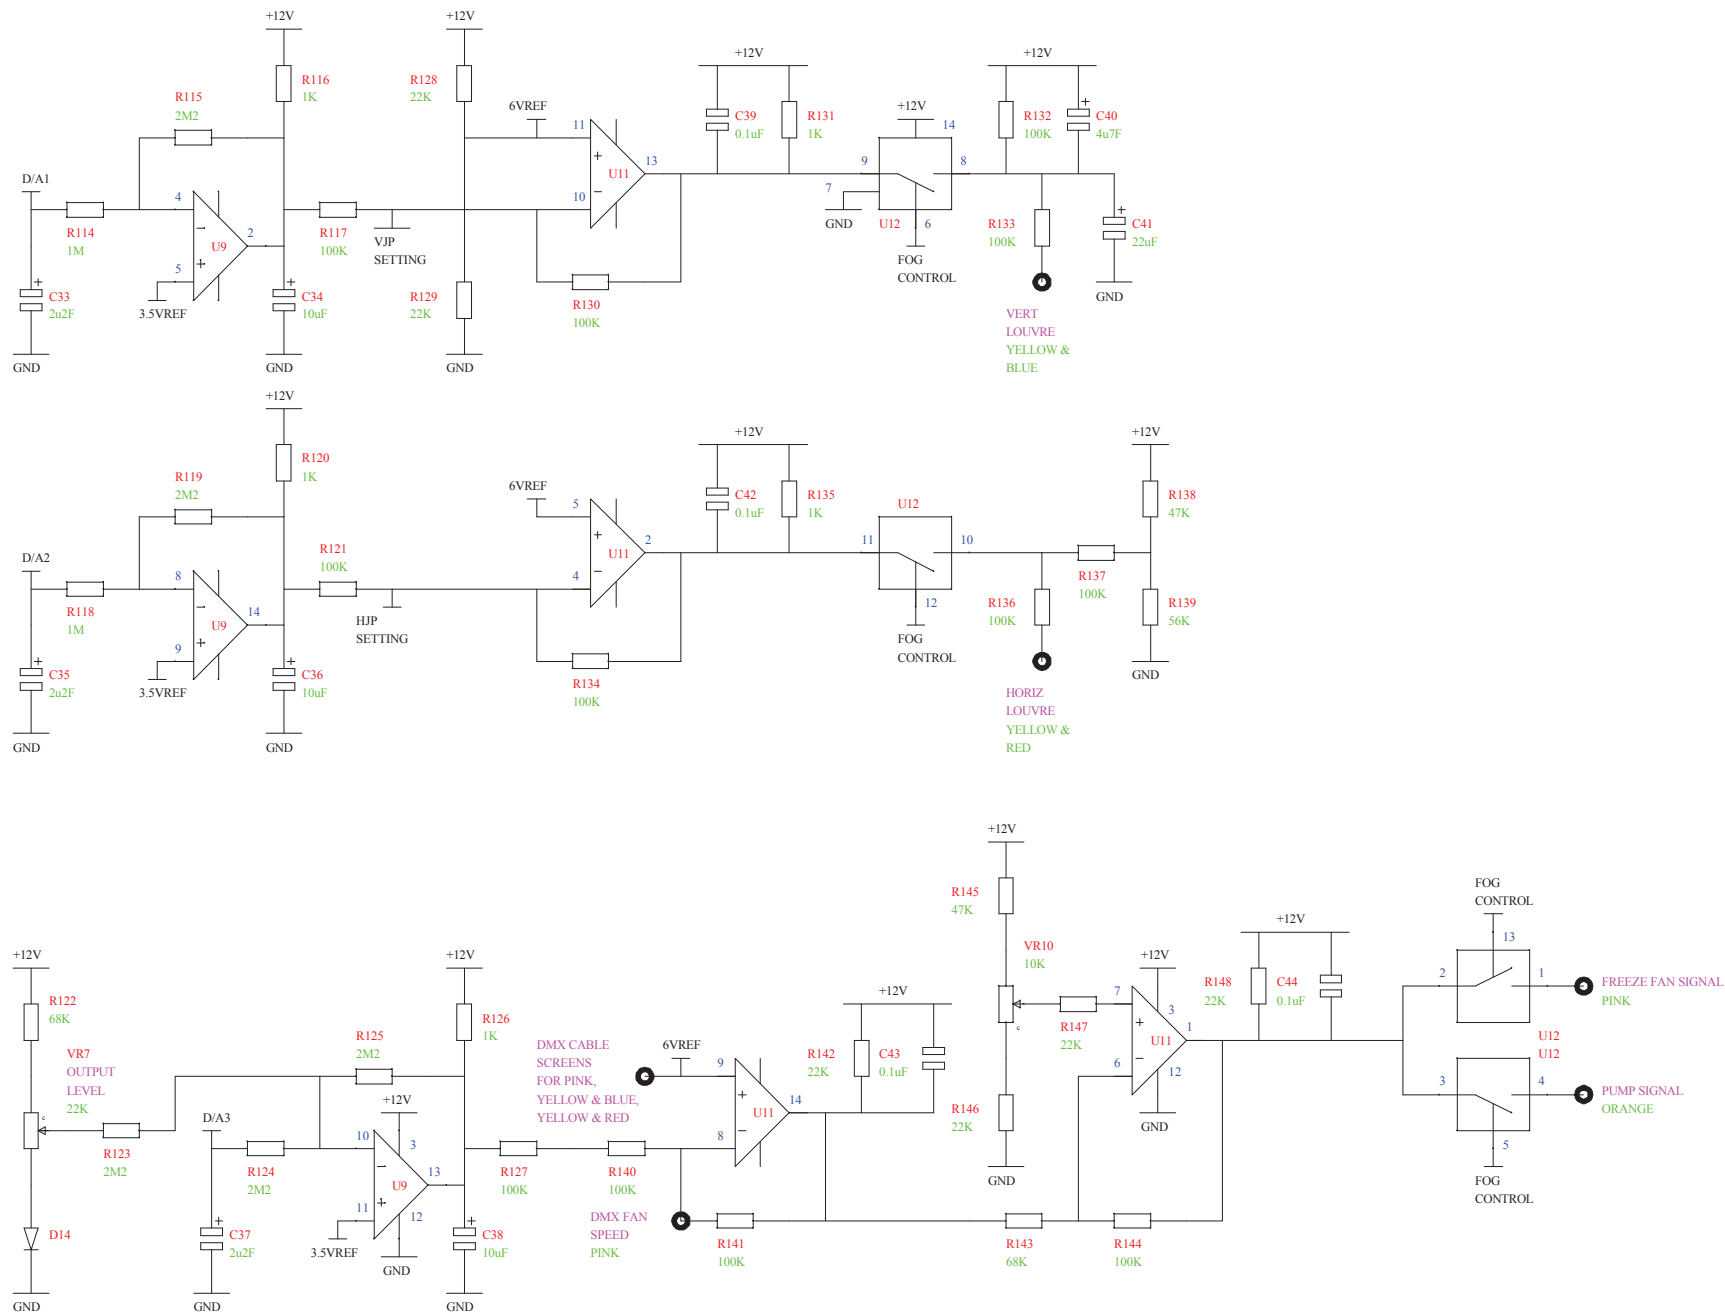 +12V
R116
1K
R115
2M2
D/A1
R114
1M
4
5
U9
2
3.5VREF
C33
2u2F
GND
C34
10uF
GND
R117
100K
VJP
SETTING
+12V
R128
22K
R129
22K
GND
6VREF
11
10
U11
13
R130
100K
+12V
C39
0.1uF
R131
1K
+12V
14
9
8
7
GND
U12
6
FOG
CONTROL
+12V
R132
100K
C40
4u7F
R133
100K
C41
22uF
GND
VERT
LOUVRE
YELLOW &
BLUE
+12V
R120
1K
R119
2M2
D/A2
R118
1M
8
9
U9
14
3.5VREF
C35
2u2F
GND
C36
10uF
GND
R121
100K
HJP
SETTING
6VREF
5
4
U11
2
R134
100K
+12V
C42
0.1uF
R135
1K
U12
11
10
12
FOG
CONTROL
R136
100K
R137
100K
+12V
R138
47K
R139
56K
GND
HORIZ
LOUVRE
YELLOW &
RED
+12V
R122
68K
VR7
OUTPUT
LEVEL
22K
c
R123
2M2
D14
GND
D/A3
R124
2M2
C37
2u2F
GND
R125
2M2
+12V
3
10
11
U9
13
12
3.5VREF
GND
+12V
R126
1K
C38
10uF
GND
R127
100K
R140
100K
DMX CABLE
SCREENS
FOR PINK,
YELLOW & BLUE,
YELLOW & RED
6VREF
9
8
U11
14
DMX FAN
SPEED
PINK
R141
100K
+12V
R142
22K
C43
0.1uF
+12V
R145
47K
VR10
10K
c
R146
22K
GND
R147
22K
+12V
7
3
6
U11
1
12
GND
R143
68K
R144
100K
+12V
R148
22K
C44
0.1uF
FOG
CONTROL
13
2
1
FREEZE FAN SIGNAL
PINK
U12
U12
3
4
PUMP SIGNAL
ORANGE
5
FOG
CONTROL